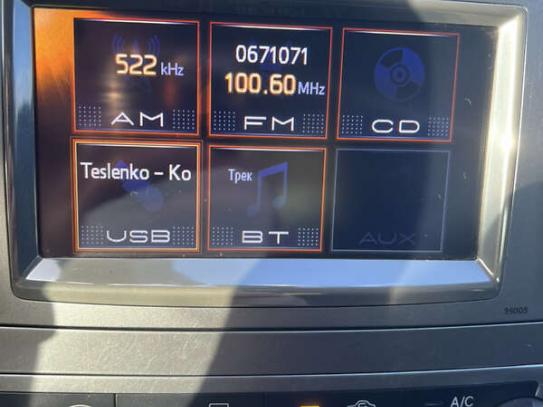 522 kHz
AM
0671071
100.60 MHz
FM
CD
Teslenko – Ko
USB
Трек
BT
AUX
A/C